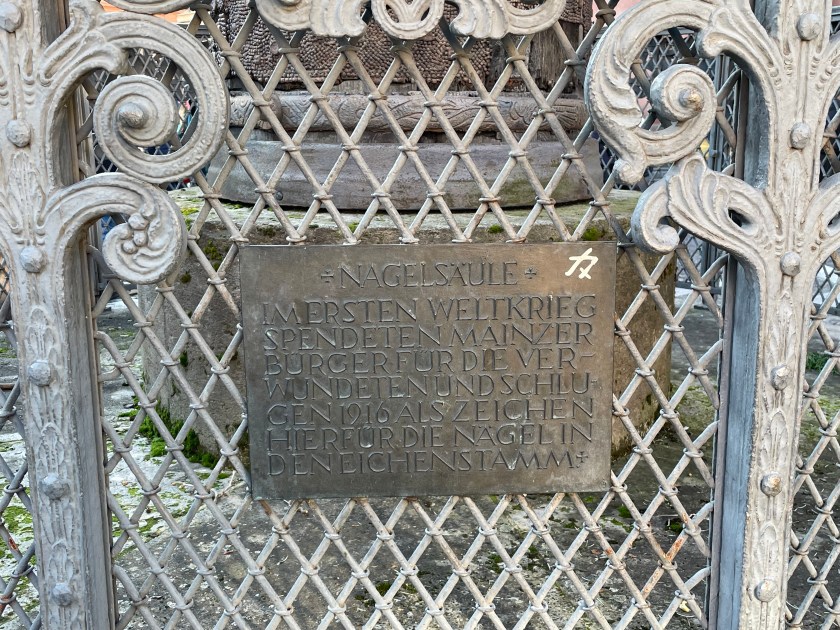 +NAGELSÄULE+
IM ERSTEN WELTKRIEG
SPENDETEN MAINZER
BÜRGER FÜR DIE VER-
WUNDETEN UND SCHLU-
GEN 1916 ALS ZEICHEN
HIERFÜR DIE NÄGEL IN
DEN EICHENSTAMM+